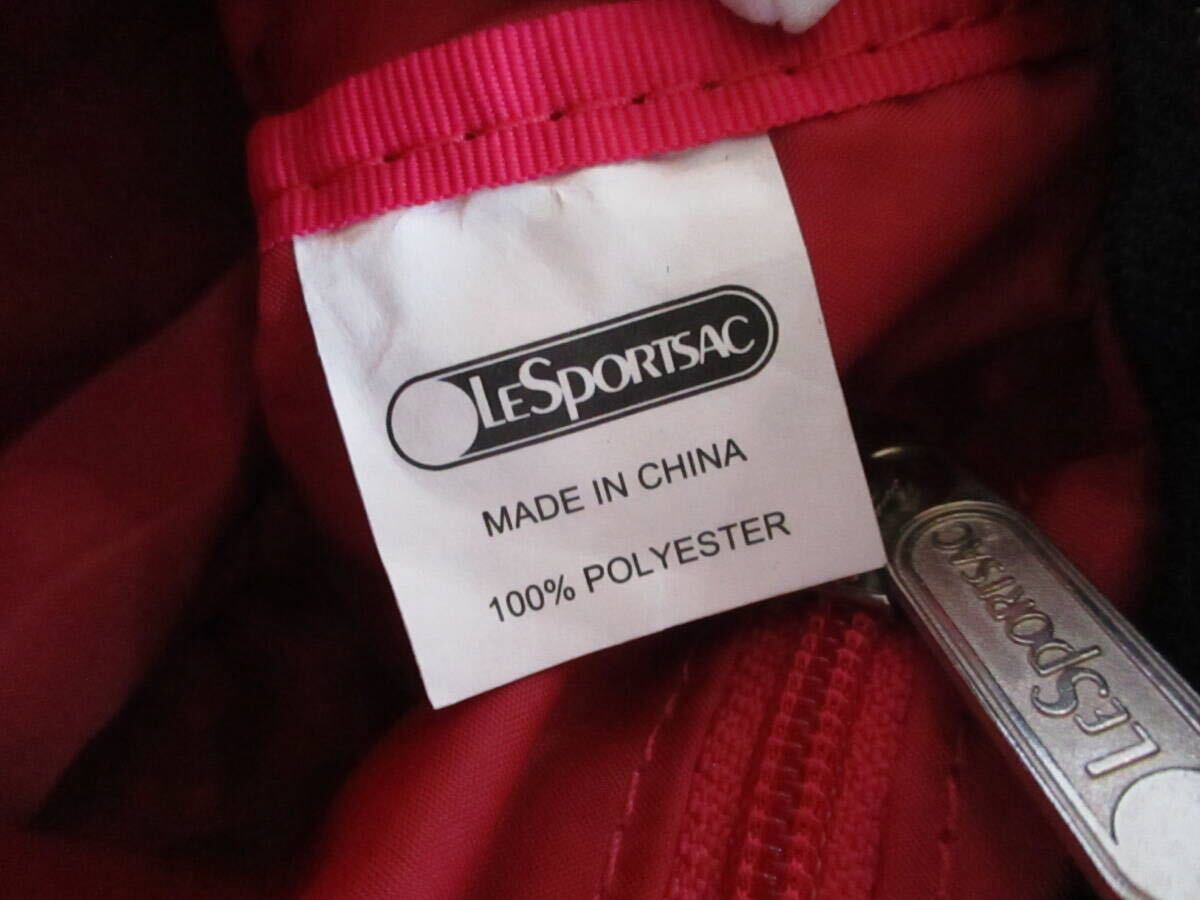 LESPORTSAC
MADE IN CHINA
100% POLYESTER
LESPORTSAC